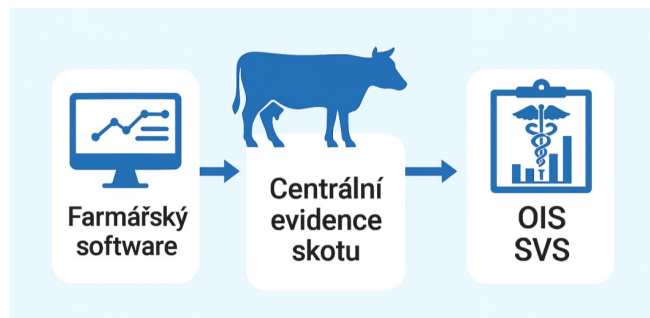 Farmářský
software
Centrální
evidence
skotu
OIS
SVS